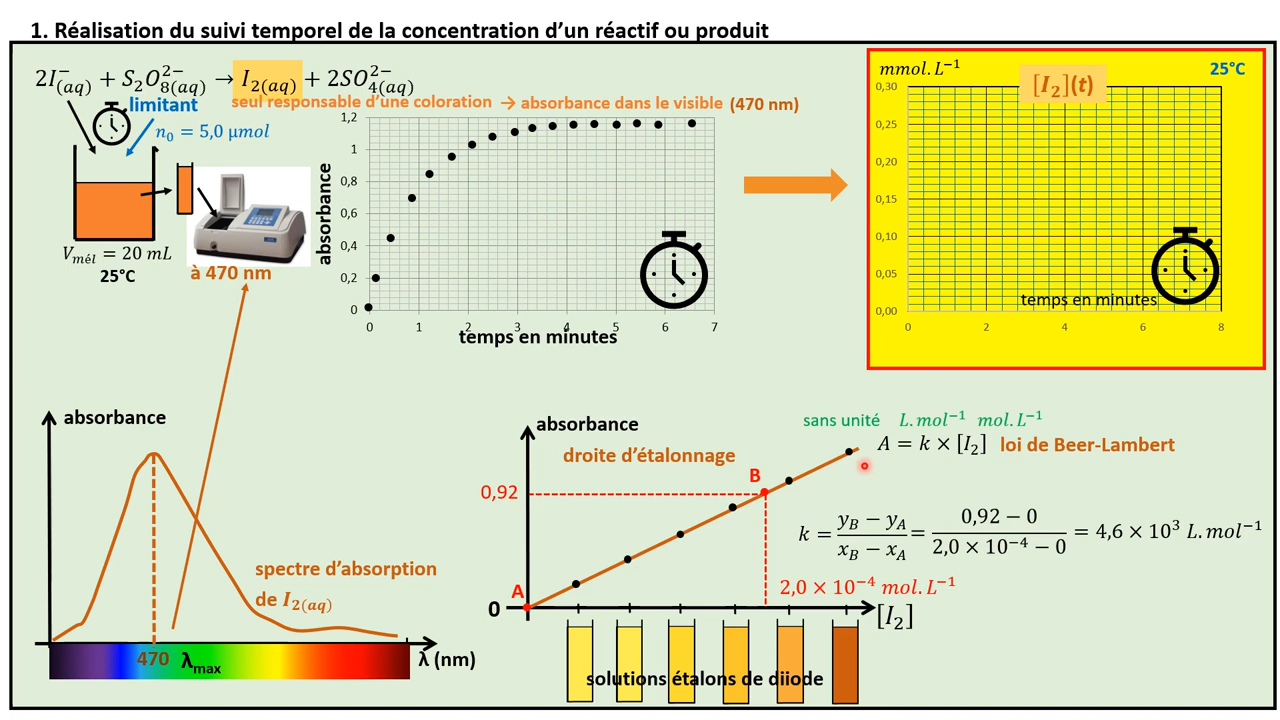 1. Réalisation du suivi temporel de la concentration d’un réactif ou produit
2I⁻(aq) + S₂O₈²⁻(aq) → I₂(aq) + 2SO₄²⁻(aq)
limitant
seul responsable d’une coloration → absorbance dans le visible (470 nm)
n₀ = 5,0 µmol
V_mél = 20 mL
25°C
à 470 nm
absorbance
1,2
1
0,8
0,6
0,4
0,2
0
0 1 2 3 4 5 6 7
temps en minutes
mmol.L⁻¹
[I₂](t)
25°C
0,30
0,25
0,20
0,15
0,10
0,05
0,00
temps en minutes
0 2 4 6 8
absorbance
spectre d’absorption
de I₂(aq)
470 λmax
λ (nm)
absorbance
droite d’étalonnage
sans unité L.mol⁻¹ mol.L⁻¹
A = k × [I₂] loi de Beer-Lambert
B
0,92
k = (y_B − y_A)/(x_B − x_A) = (0,92 − 0)/(2,0 × 10⁻⁴ − 0) = 4,6 × 10³ L.mol⁻¹
A
2,0 × 10⁻⁴ mol.L⁻¹
0
[I₂]
solutions étalons de diiode